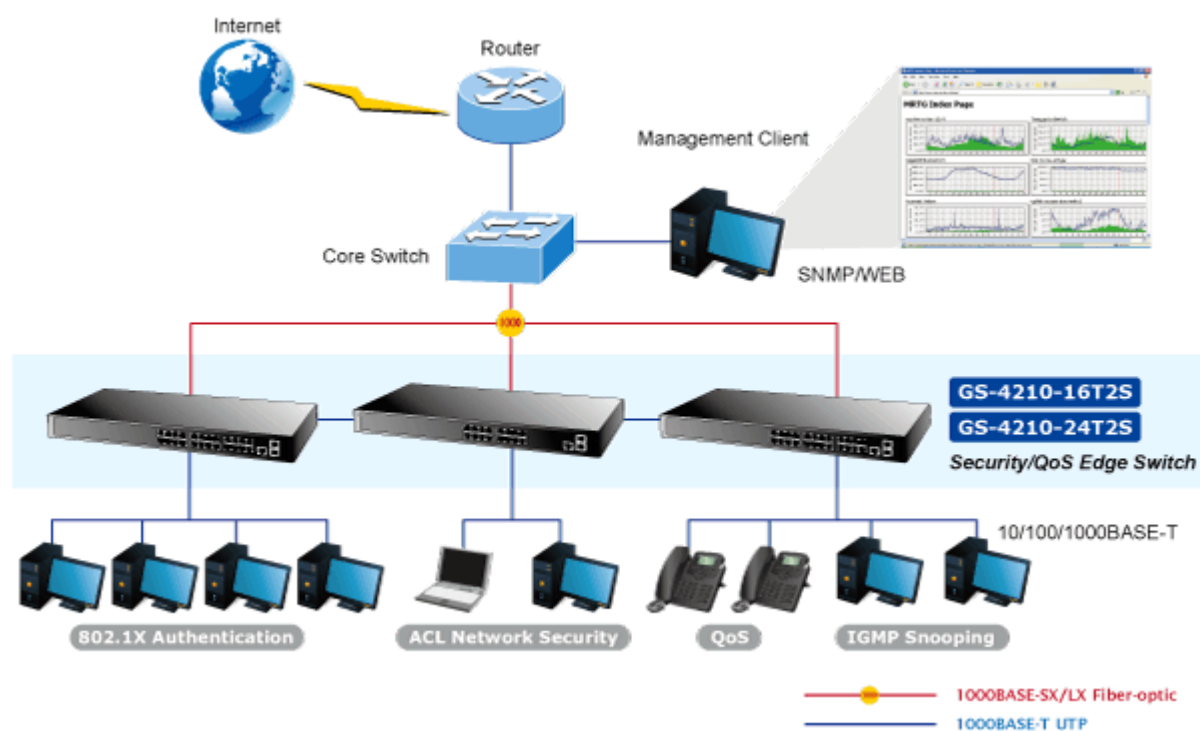 Internet
Router
Management Client
MRTG Index Page
Core Switch
SNMP/WEB
1000
GS-4210-16T2S
GS-4210-24T2S
Security/QoS Edge Switch
10/100/1000BASE-T
802.1X Authentication
ACL Network Security
QoS
IGMP Snooping
1000BASE-SX/LX Fiber-optic
1000BASE-T UTP